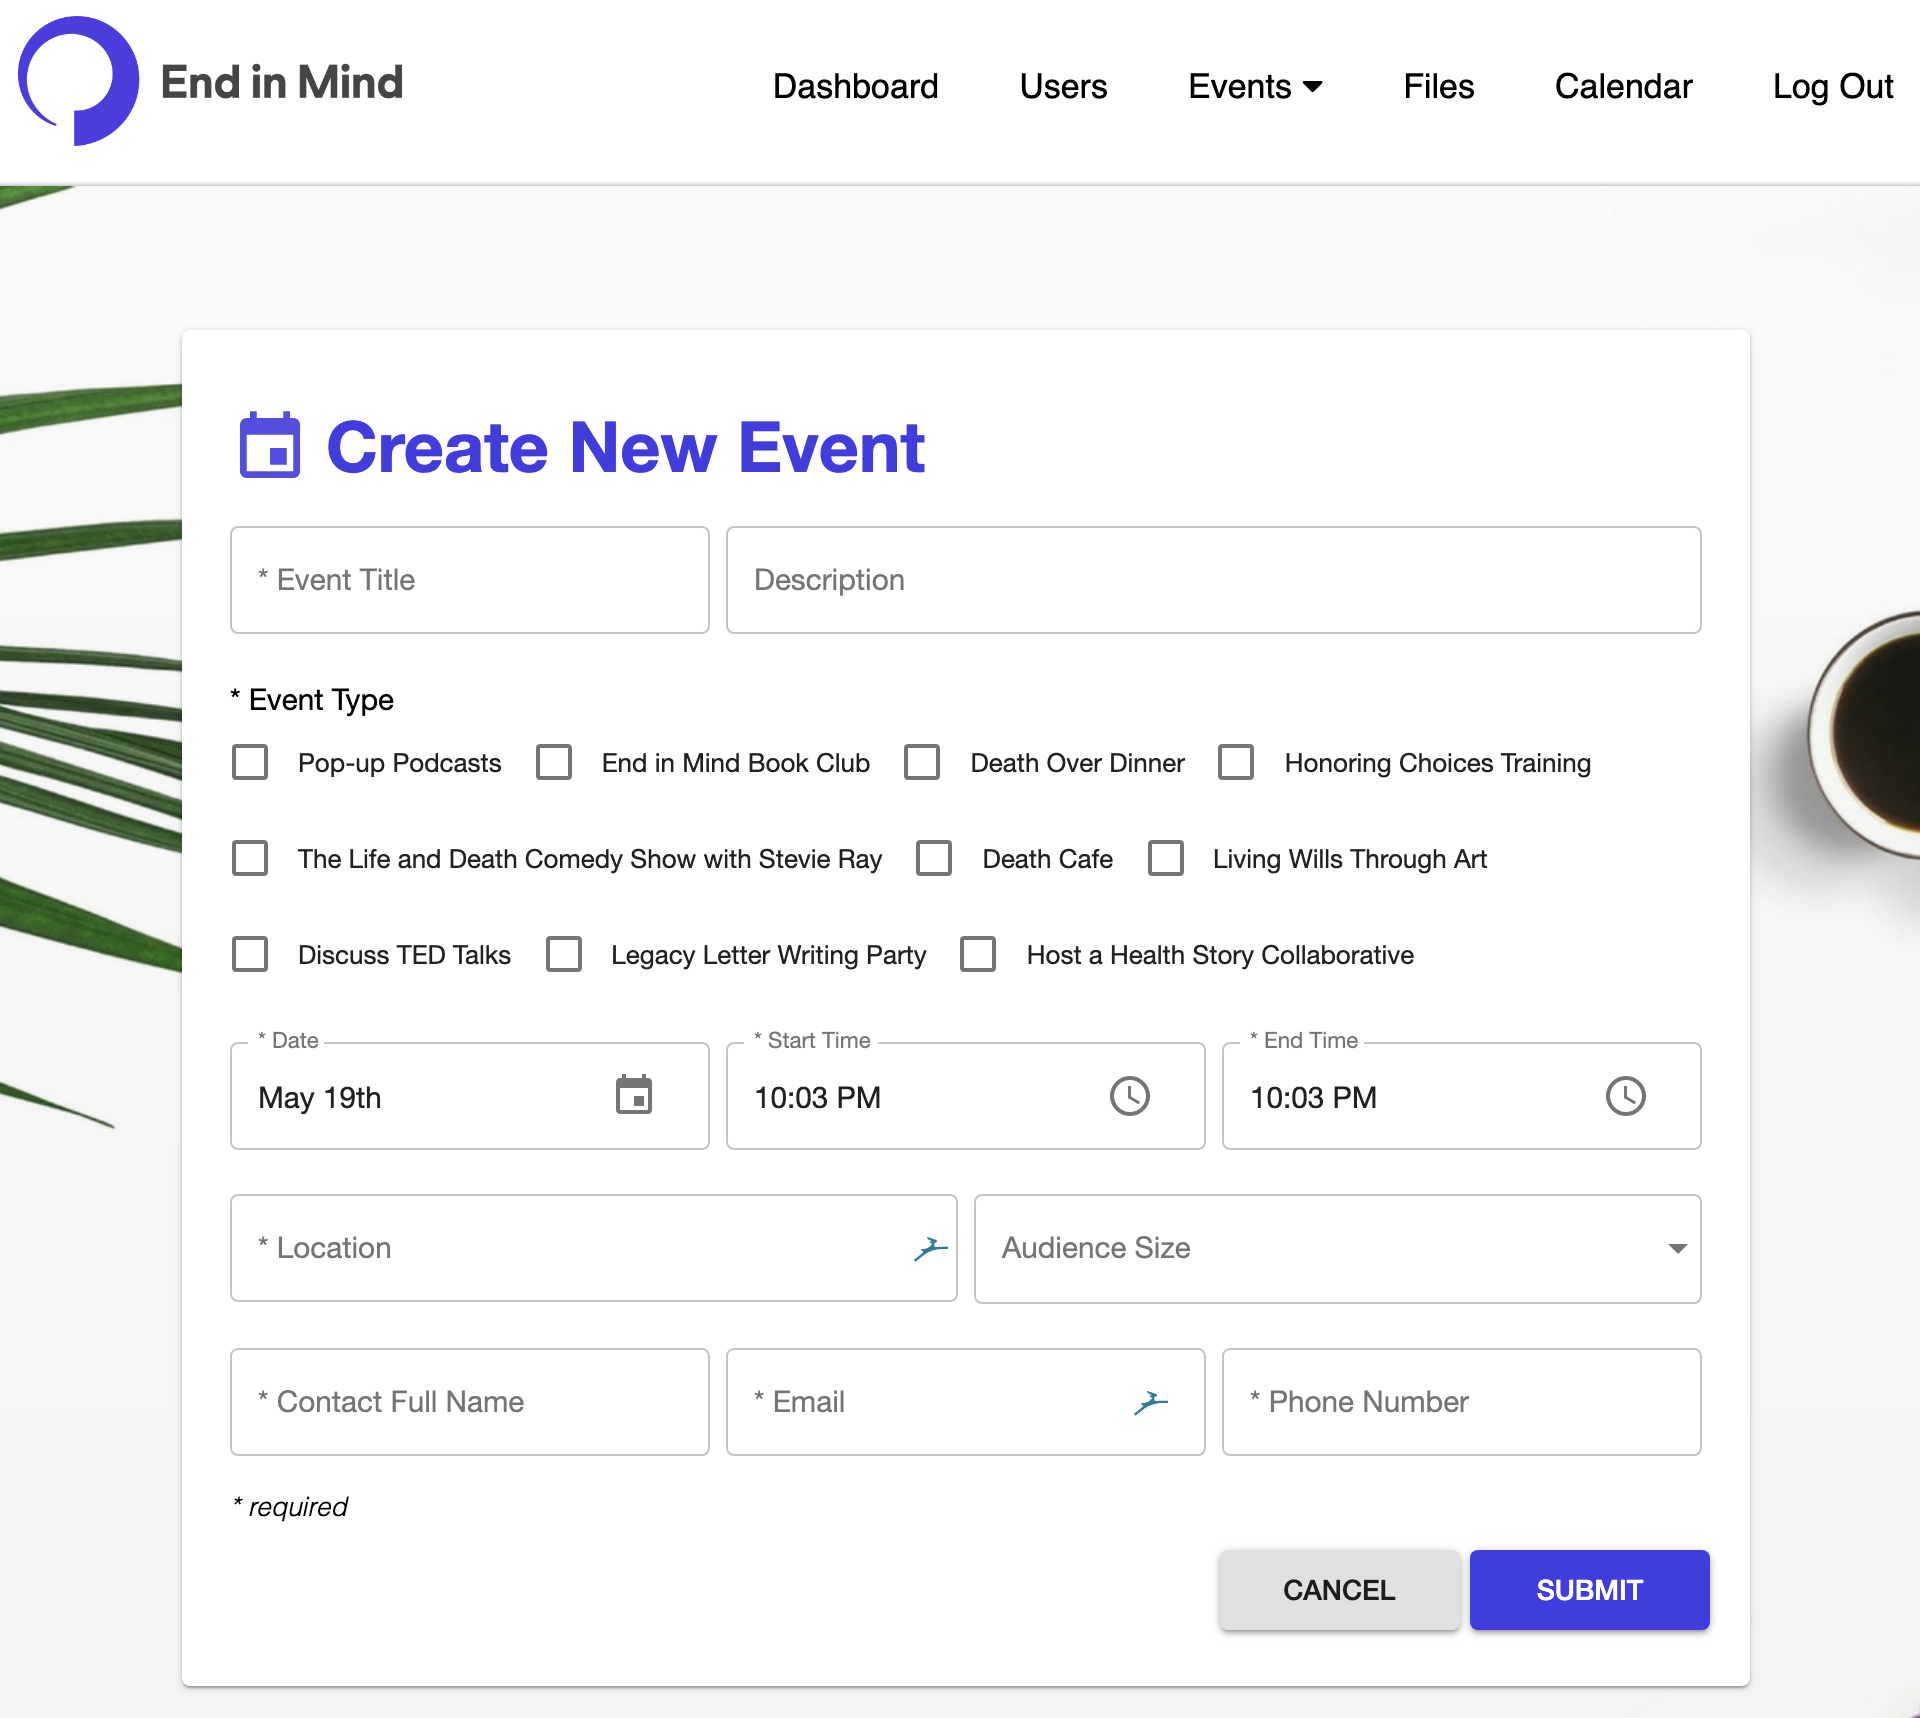 End in Mind
Dashboard Users Events Files Calendar Log Out
Create New Event
* Event Title Description
* Event Type
Pop-up Podcasts End in Mind Book Club Death Over Dinner Honoring Choices Training
The Life and Death Comedy Show with Stevie Ray Death Cafe Living Wills Through Art
Discuss TED Talks Legacy Letter Writing Party Host a Health Story Collaborative
* Date * Start Time * End Time
May 19th 10:03 PM 10:03 PM
* Location Audience Size
* Contact Full Name * Email * Phone Number
* required
CANCEL SUBMIT